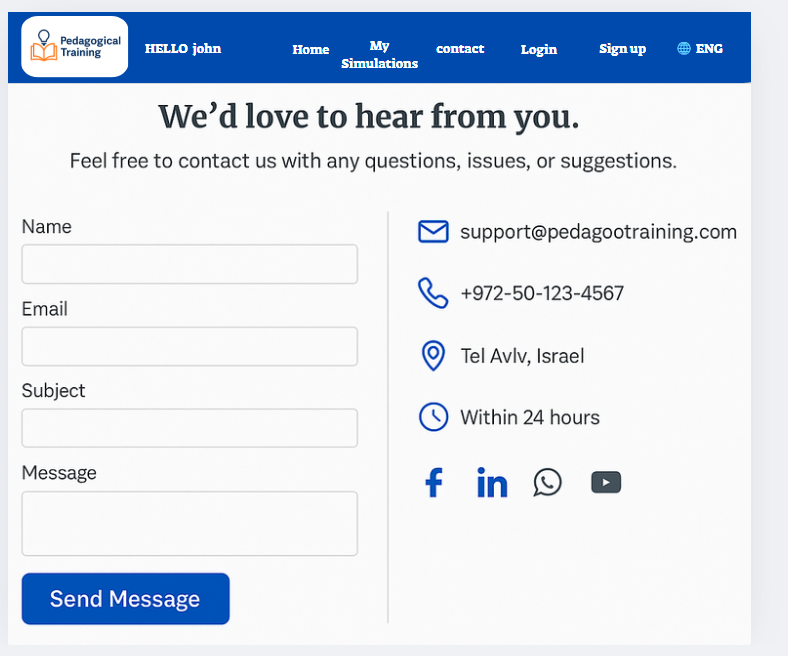 Pedagogical
Training
HELLO john
Home
My
Simulations
contact
Login
Sign up
ENG
We’d love to hear from you.
Feel free to contact us with any questions, issues, or suggestions.
Name
Email
Subject
Message
Send Message
support@pedagootraining.com
+972-50-123-4567
Tel Avlv, Israel
Within 24 hours
f
in